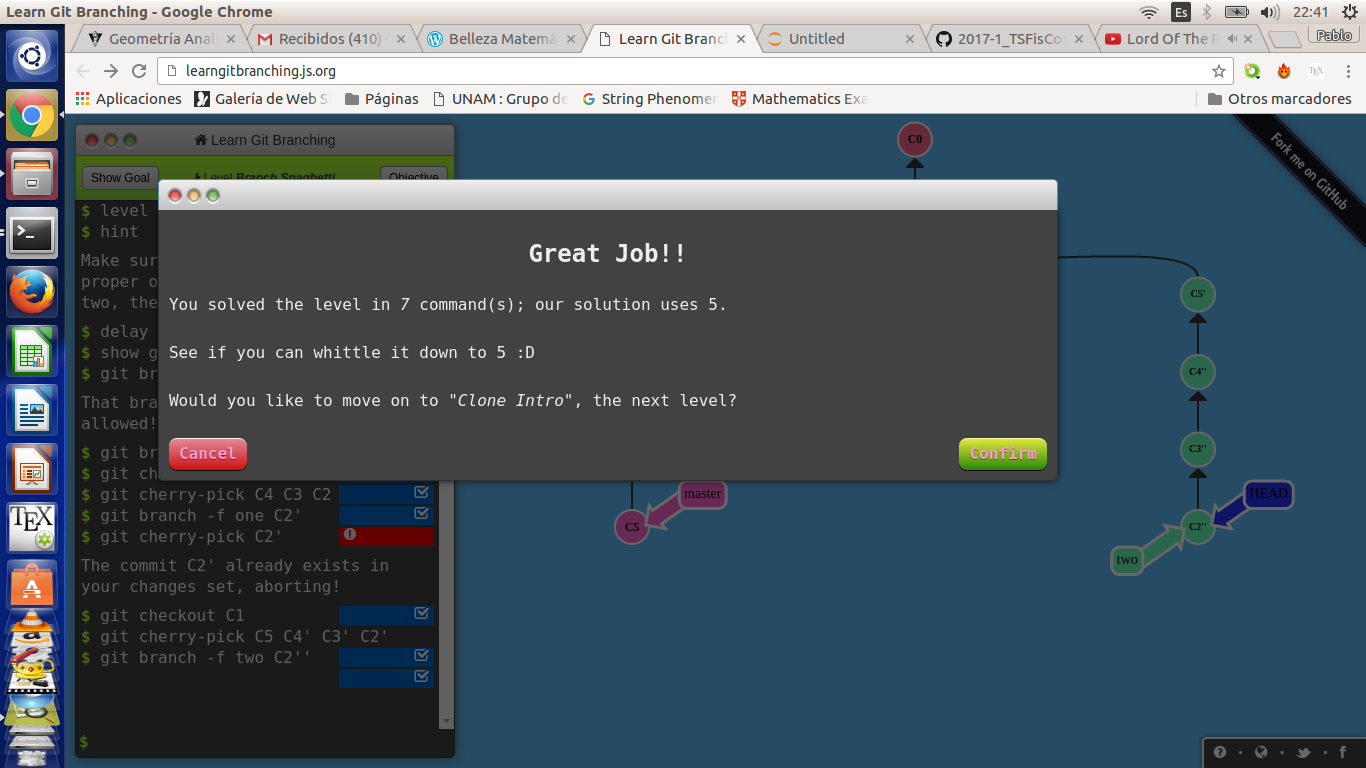 Learn Git Branching - Google Chrome
Es
22:41
Geometría Anal
Recibidos (410)
Belleza Matemá
Learn Git Branc
Untitled
2017-1_TSFisCo
Lord Of The R
Pablo
learngitbranching.js.org
TEX
Aplicaciones
Galería de Web S
Páginas
UNAM : Grupo de
String Phenomen
Mathematics Exa
Otros marcadores
Learn Git Branching
C0
Fork me on GitHub
Show Goal
Level Branch Spaghetti
Objective
$ level
$ hint
Make sur
proper o
two, the
$ delay
$ show g
$ git br
That bra
allowed!
$ git br
$ git ch
$ git cherry-pick C4 C3 C2
$ git branch -f one C2'
$ git cherry-pick C2'
The commit C2' already exists in
your changes set, aborting!
$ git checkout C1
$ git cherry-pick C5 C4' C3' C2'
$ git branch -f two C2''
$
Great Job!!
You solved the level in 7 command(s); our solution uses 5.
See if you can whittle it down to 5 :D
Would you like to move on to "Clone Intro", the next level?
Cancel
Confirm
C5'
C4''
C3''
master
HEAD
C5
C2''
two
TEX